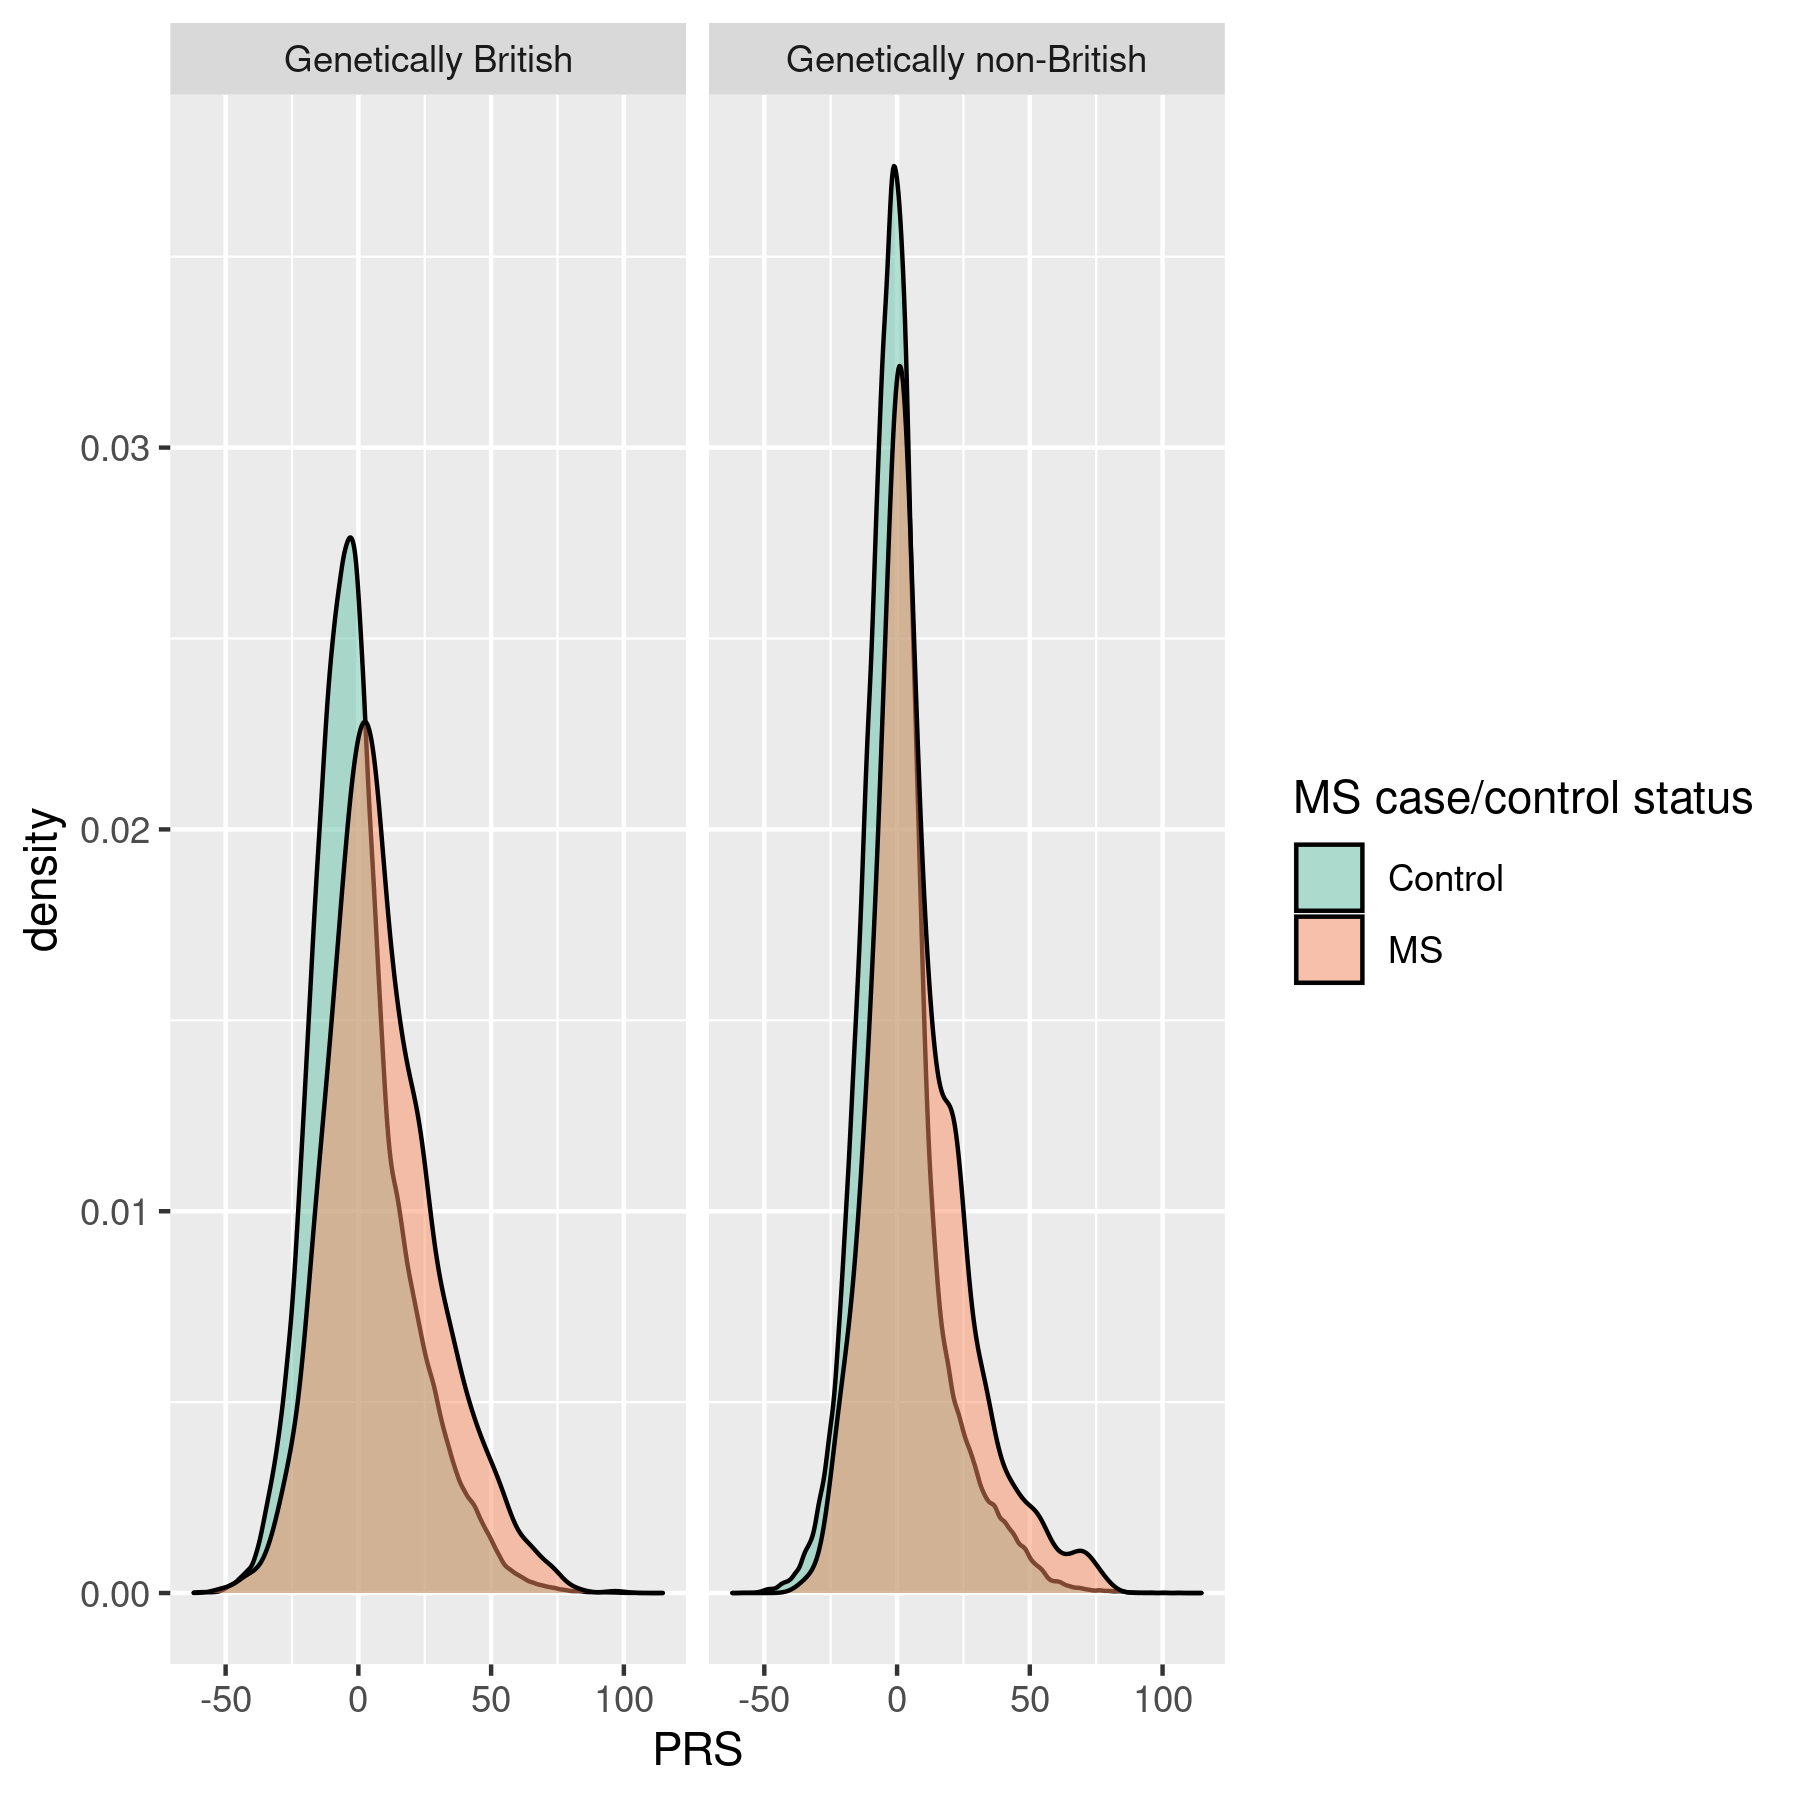 Genetically British
Genetically non-British
density
0.03
0.02
0.01
0.00
-50 0 50 100
-50 0 50 100
PRS
MS case/control status
Control
MS